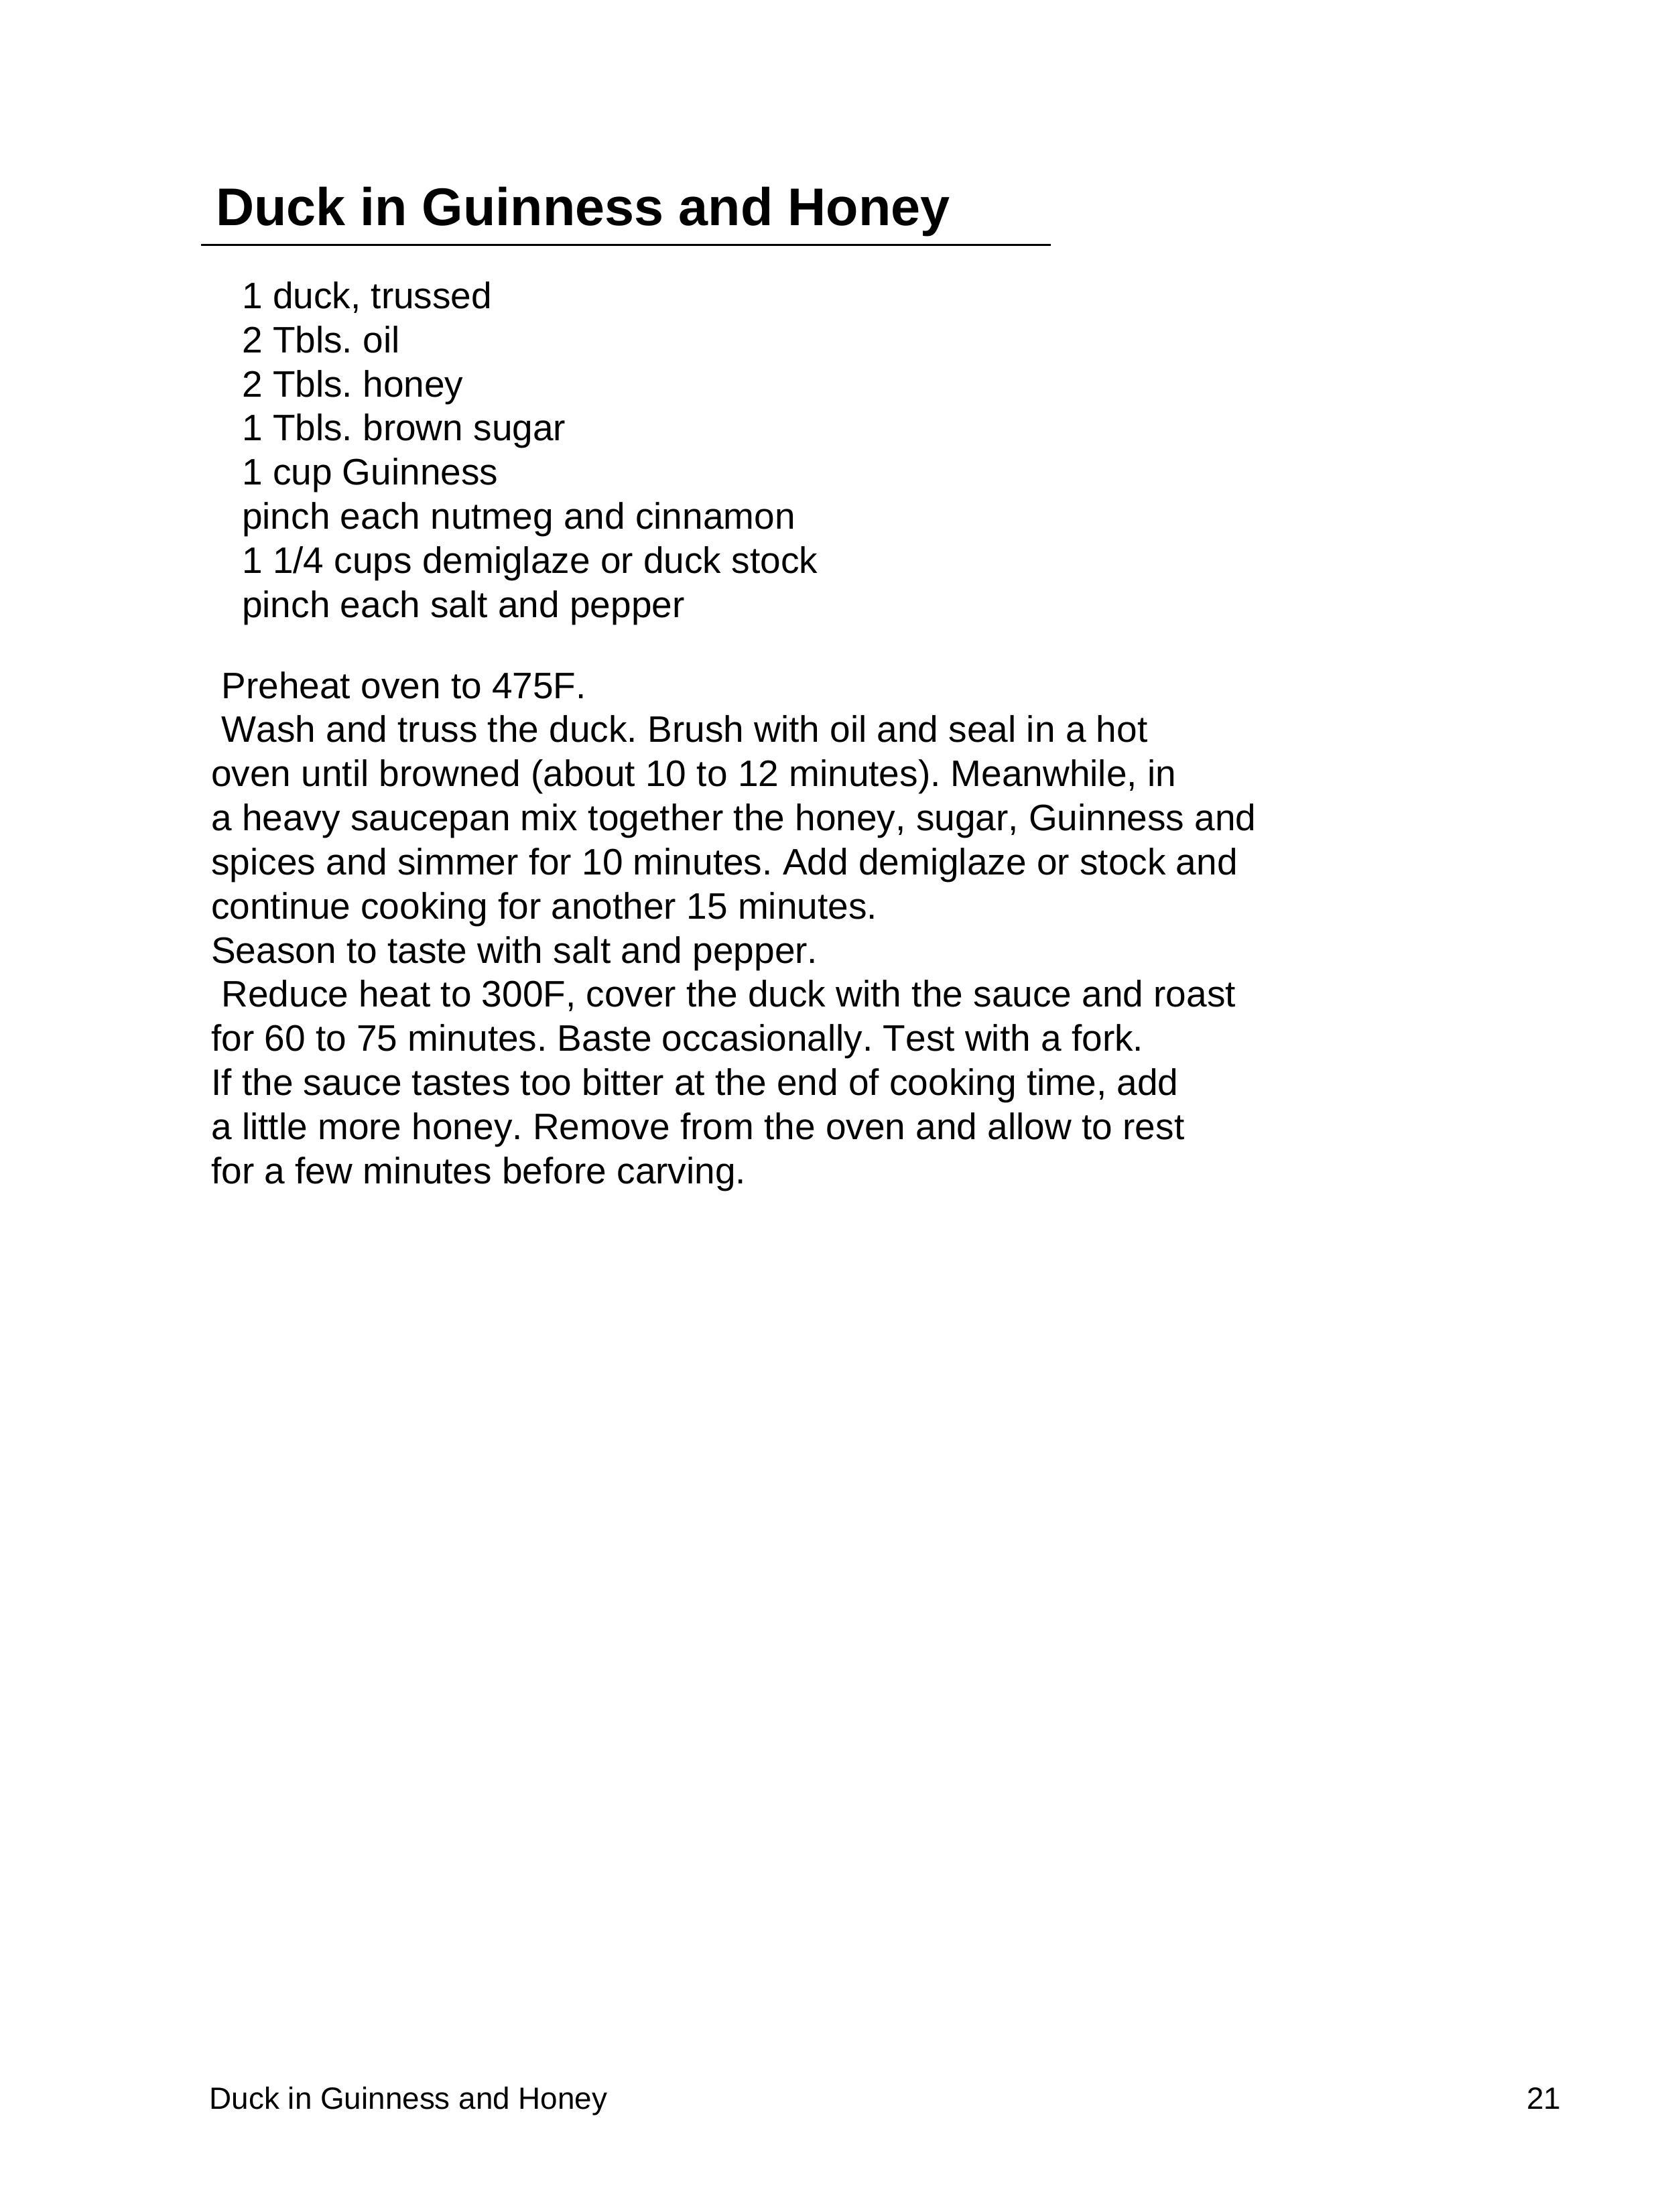 Duck in Guinness and Honey
1 duck, trussed
2 Tbls. oil
2 Tbls. honey
1 Tbls. brown sugar
1 cup Guinness
pinch each nutmeg and cinnamon
1 1/4 cups demiglaze or duck stock
pinch each salt and pepper
Preheat oven to 475F.
Wash and truss the duck. Brush with oil and seal in a hot
oven until browned (about 10 to 12 minutes). Meanwhile, in
a heavy saucepan mix together the honey, sugar, Guinness and
spices and simmer for 10 minutes. Add demiglaze or stock and
continue cooking for another 15 minutes.
Season to taste with salt and pepper.
Reduce heat to 300F, cover the duck with the sauce and roast
for 60 to 75 minutes. Baste occasionally. Test with a fork.
If the sauce tastes too bitter at the end of cooking time, add
a little more honey. Remove from the oven and allow to rest
for a few minutes before carving.
Duck in Guinness and Honey 21